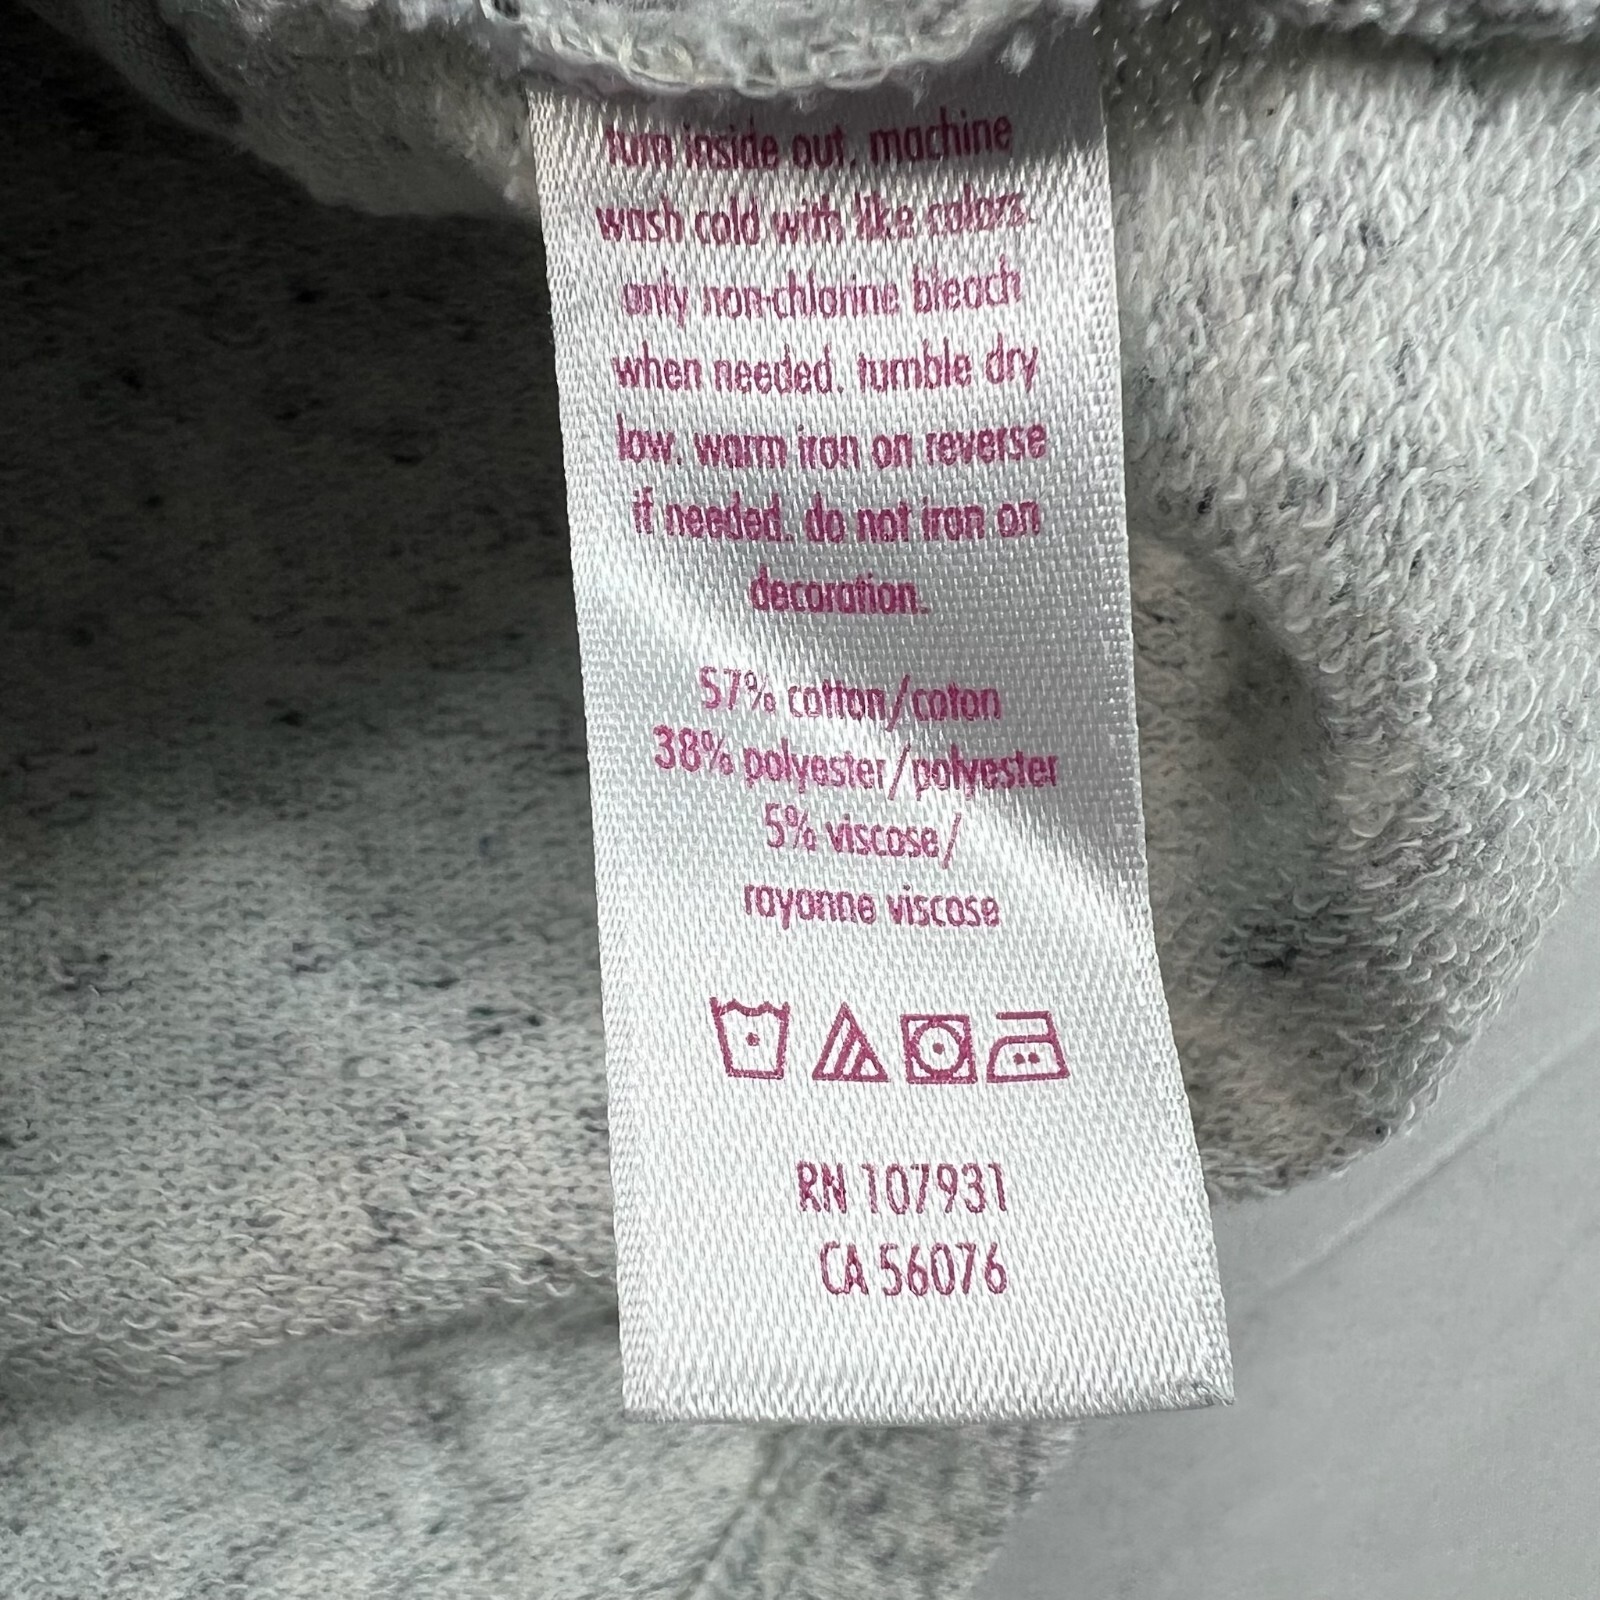 turn inside out. machine
wash cold with like colors.
only non-chlorine bleach
when needed. tumble dry
low. warm iron on reverse
if needed. do not iron on
decoration.
57% cotton/coton
38% polyester/polyester
5% viscose/
rayonne viscose
RN 107931
CA 56076